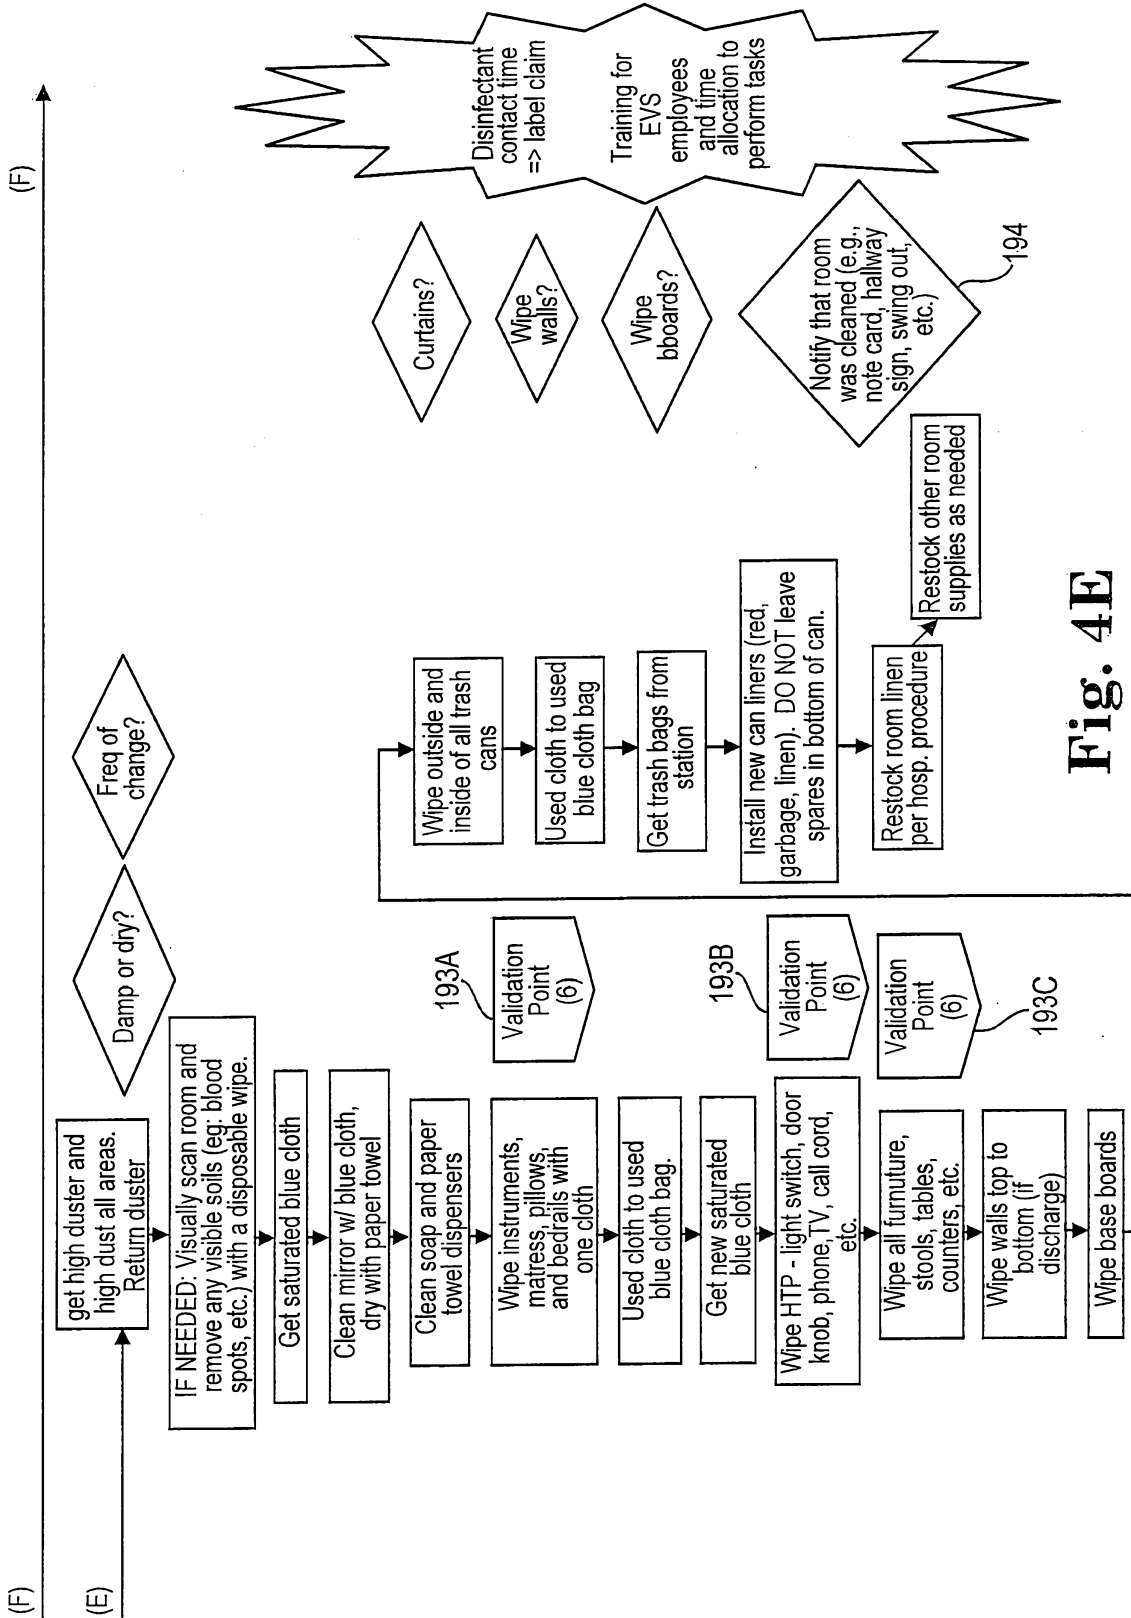 (F)
(F)
(E)
get high duster and
high dust all areas.
Return duster
Damp or dry?
Freq of
change?
IF NEEDED: Visually scan room and
remove any visible soils (eg: blood
spots, etc.) with a disposable wipe.
Get saturated blue cloth
Clean mirror w/ blue cloth,
dry with paper towel
Clean soap and paper
towel dispensers
Wipe instruments,
matress, pillows,
and bedrails with
one cloth
Used cloth to used
blue cloth bag.
Get new saturated
blue cloth
Wipe HTP - light switch, door
knob, phone,TV, call cord,
etc.
Wipe all furnuture,
stools, tables,
counters, etc.
Wipe walls top to
bottom (if
discharge)
Wipe base boards
193A
Validation
Point
(6)
193B
Validation
Point
(6)
Validation
Point
(6)
193C
Wipe outside and
inside of all trash
cans
Used cloth to used
blue cloth bag
Get trash bags from
station
Install new can liners (red,
garbage, linen). DO NOT leave
spares in bottom of can.
Restock room linen
per hosp. procedure
Restock other room
supplies as needed
Curtains?
Wipe
walls?
Wipe
bboards?
Notify that room
was cleaned (e.g.,
note card, hallway
sign, swing out,
etc.)
194
Disinfectant
contact time
=> label claim
Training for
EVS
employees
and time
allocation to
perform tasks
Fig. 4E